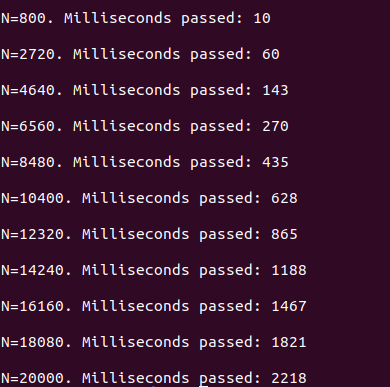 N=800. Milliseconds passed: 10
N=2720. Milliseconds passed: 60
N=4640. Milliseconds passed: 143
N=6560. Milliseconds passed: 270
N=8480. Milliseconds passed: 435
N=10400. Milliseconds passed: 628
N=12320. Milliseconds passed: 865
N=14240. Milliseconds passed: 1188
N=16160. Milliseconds passed: 1467
N=18080. Milliseconds passed: 1821
N=20000. Milliseconds passed: 2218